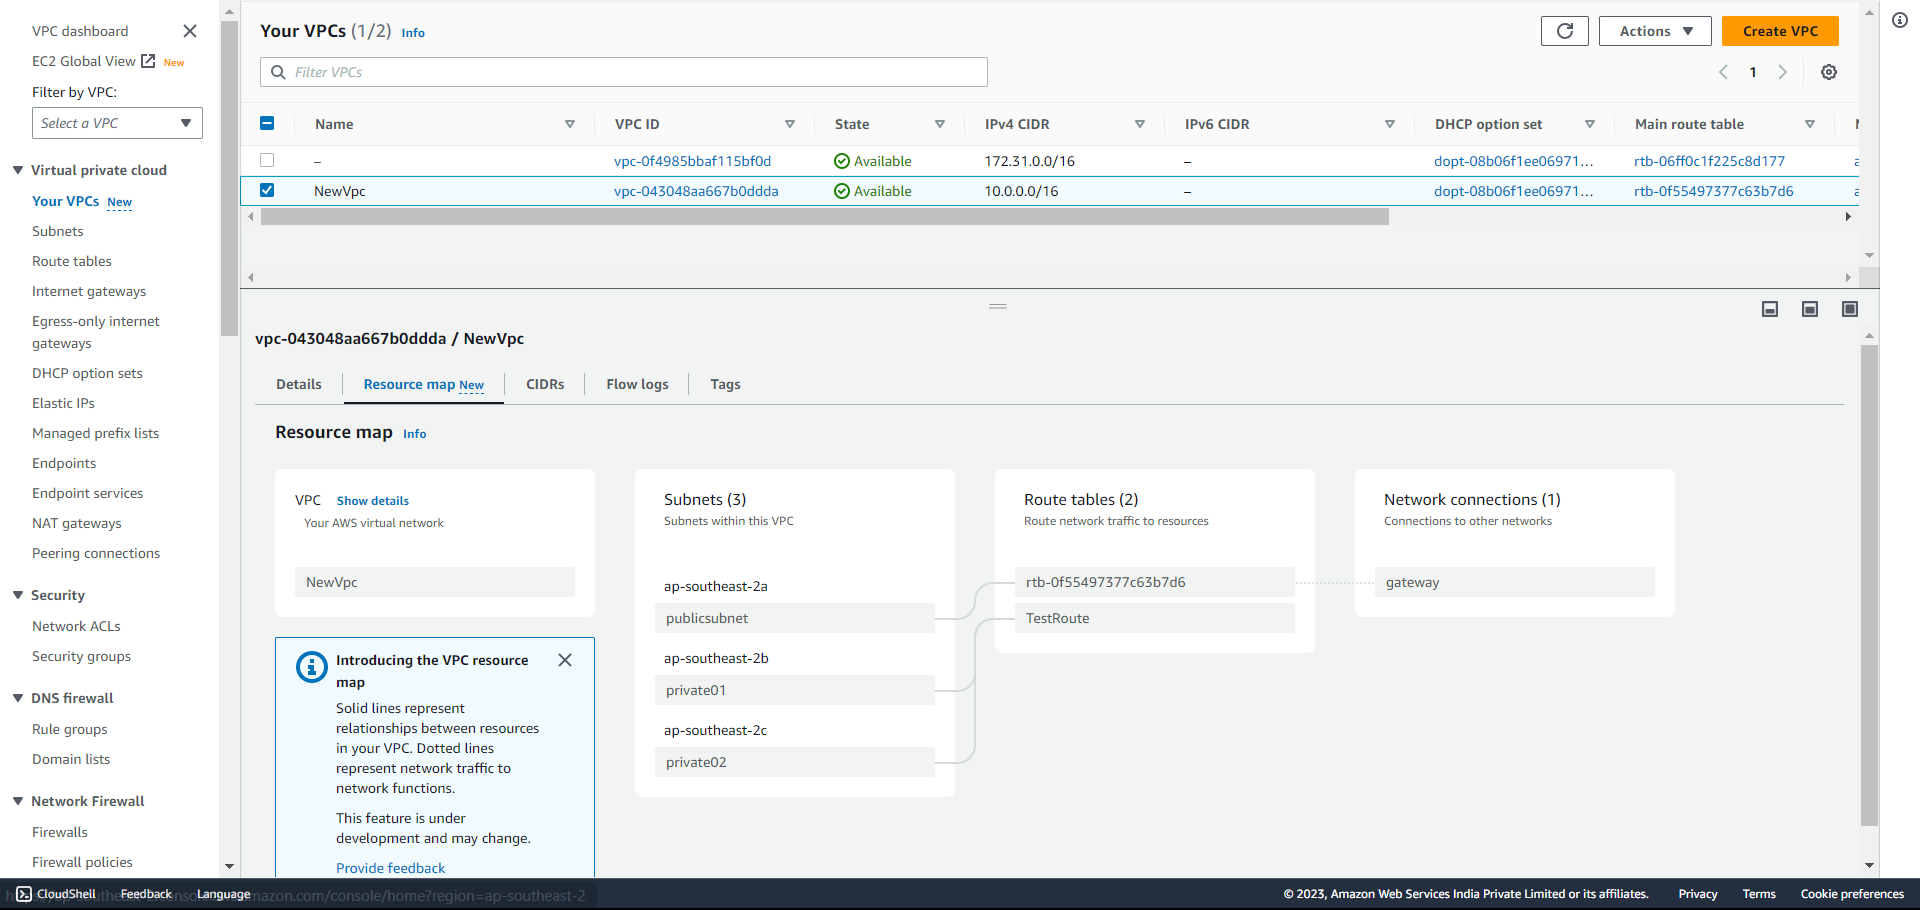 VPC dashboard
EC2 Global View New
Filter by VPC:
Select a VPC
Virtual private cloud
Your VPCs New
Subnets
Route tables
Internet gateways
Egress-only internet
gateways
DHCP option sets
Elastic IPs
Managed prefix lists
Endpoints
Endpoint services
NAT gateways
Peering connections
Security
Network ACLs
Security groups
DNS firewall
Rule groups
Domain lists
Network Firewall
Firewalls
Firewall policies
Your VPCs (1/2) Info
Actions
Create VPC
Filter VPCs
1
Name VPC ID State IPv4 CIDR IPv6 CIDR DHCP option set Main route table
– vpc-0f4985bbaf115bf0d Available 172.31.0.0/16 – dopt-08b06f1ee06971... rtb-06ff0c1f225c8d177
NewVpc vpc-043048aa667b0ddda Available 10.0.0.0/16 – dopt-08b06f1ee06971... rtb-0f55497377c63b7d6
vpc-043048aa667b0ddda / NewVpc
Details Resource map New CIDRs Flow logs Tags
Resource map Info
VPC Show details
Your AWS virtual network
NewVpc
Introducing the VPC resource
map
Solid lines represent
relationships between resources
in your VPC. Dotted lines
represent network traffic to
network functions.
This feature is under
development and may change.
Provide feedback
Subnets (3)
Subnets within this VPC
ap-southeast-2a
publicsubnet
ap-southeast-2b
private01
ap-southeast-2c
private02
Route tables (2)
Route network traffic to resources
rtb-0f55497377c63b7d6
TestRoute
Network connections (1)
Connections to other networks
gateway
CloudShell Feedback Language
amazon.com/console/home?region=ap-southeast-2
© 2023, Amazon Web Services India Private Limited or its affiliates. Privacy Terms Cookie preferences